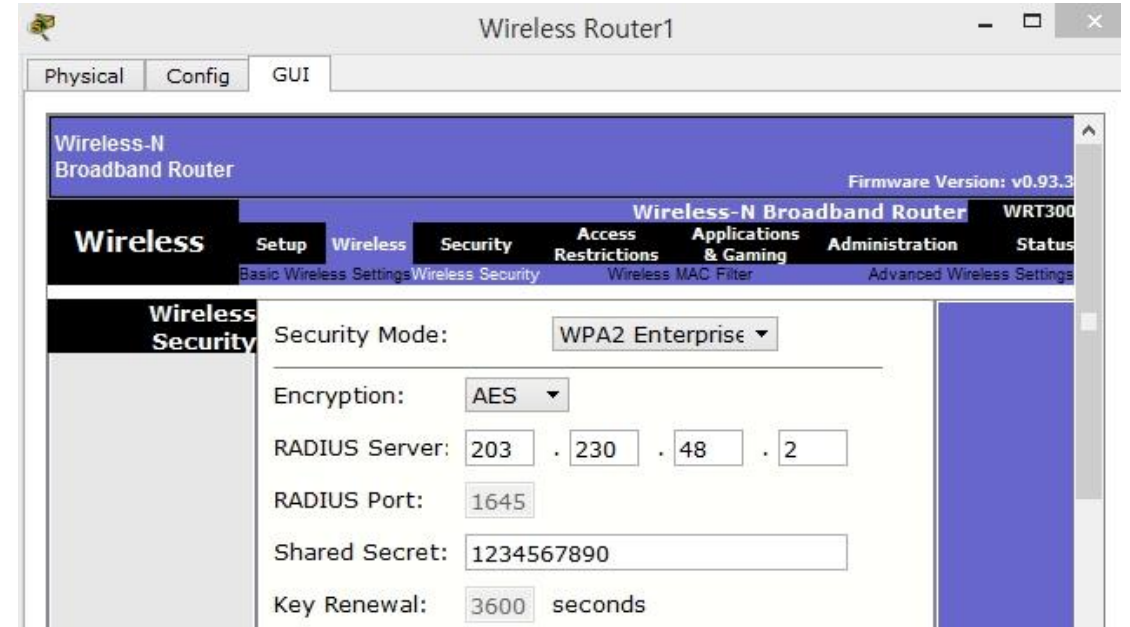 Wireless Router1
Physical Config GUI
Wireless-N
Broadband Router
Firmware Version: v0.93.3
Wireless-N Broadband Router WRT300
Wireless
Setup Wireless Security Access Restrictions Applications & Gaming Administration Status
Basic Wireless Settings Wireless Security Wireless MAC Filter Advanced Wireless Settings
Wireless
Security
Security Mode: WPA2 Enterprise
Encryption: AES
RADIUS Server: 203 . 230 . 48 . 2
RADIUS Port: 1645
Shared Secret: 1234567890
Key Renewal: 3600 seconds